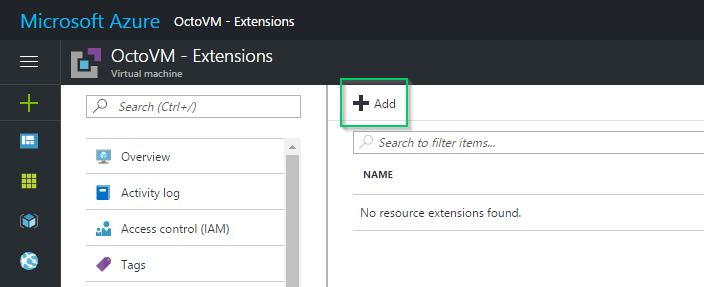 Microsoft Azure OctoVM - Extensions
OctoVM - Extensions
Virtual machine
Search (Ctrl+/)
Overview
Activity log
Access control (IAM)
Tags
Add
Search to filter items...
NAME
No resource extensions found.